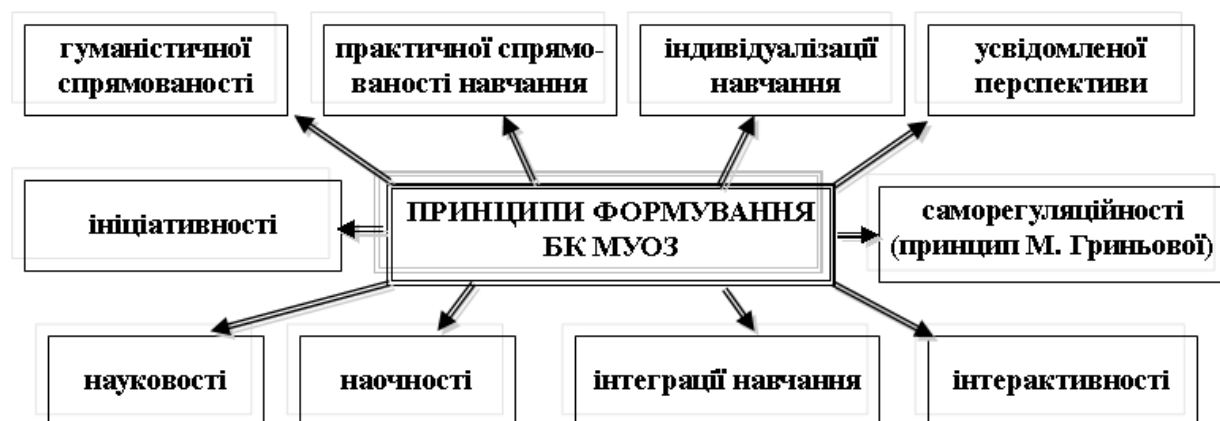 гуманістичної
спрямованості
практичної спрямо-
ваності навчання
індивідуалізації
навчання
усвідомленої
перспективи
ініціативності
ПРИНЦИПИ ФОРМУВАННЯ
БК МУОЗ
саморегуляційності
(принцип М. Гриньової)
науковості
наочності
інтеграції навчання
інтерактивності